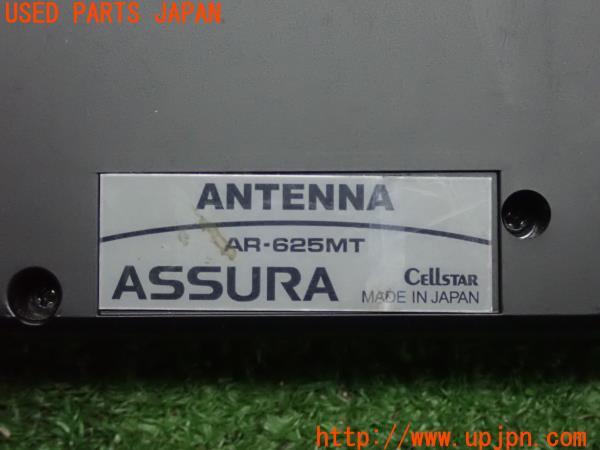 USED PARTS JAPAN
ANTENNA
AR-625MT
ASSURA
CELLSTAR
MADE IN JAPAN
http://www.upjpn.com/